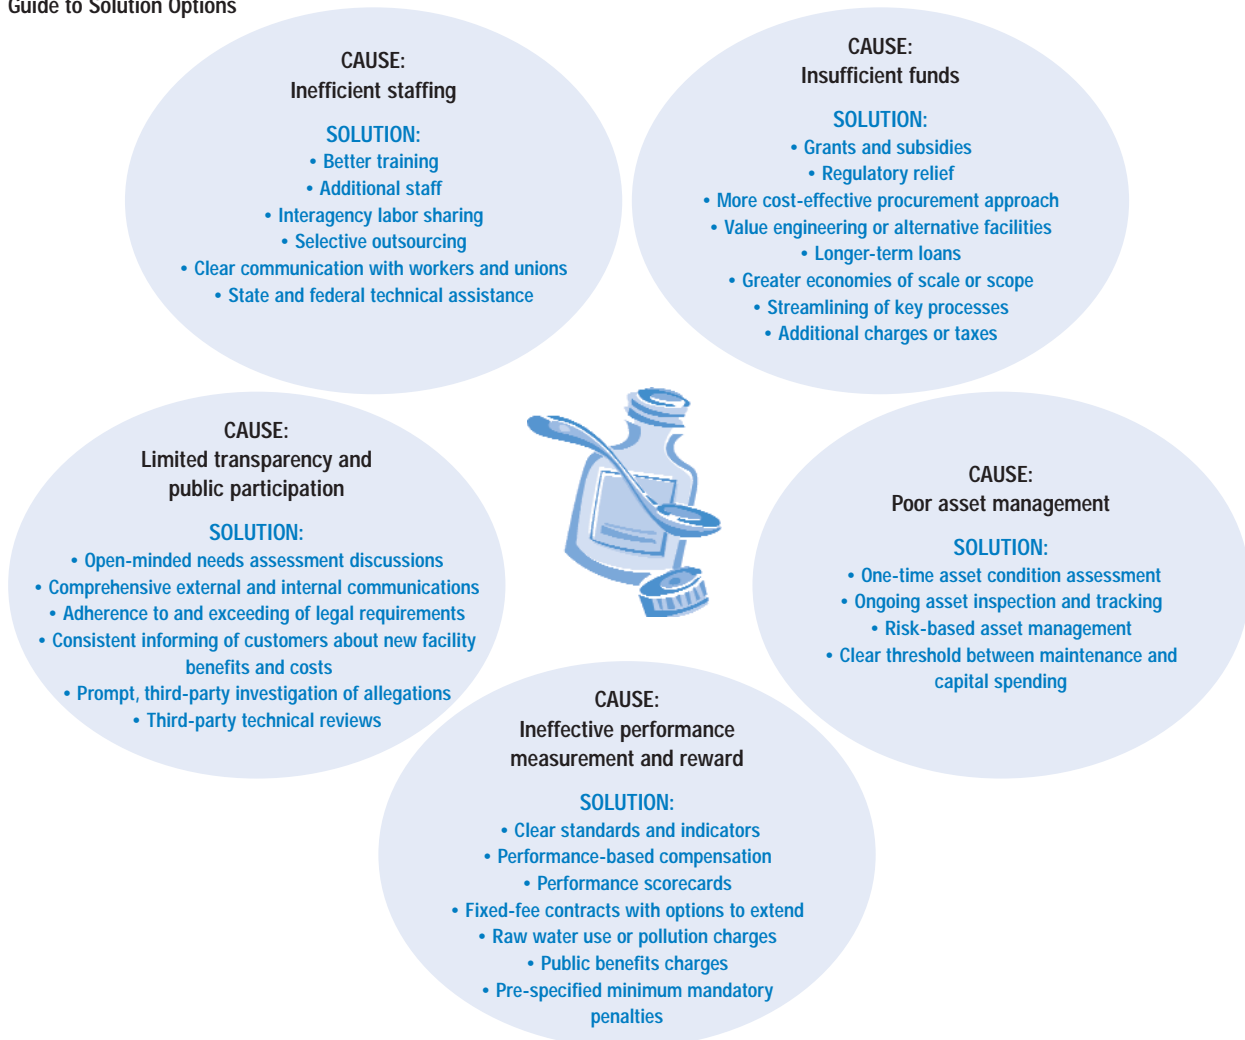 Guide to Solution Options
CAUSE:
Inefficient staffing
SOLUTION:
• Better training
• Additional staff
• Interagency labor sharing
• Selective outsourcing
• Clear communication with workers and unions
• State and federal technical assistance
CAUSE:
Insufficient funds
SOLUTION:
• Grants and subsidies
• Regulatory relief
• More cost-effective procurement approach
• Value engineering or alternative facilities
• Longer-term loans
• Greater economies of scale or scope
• Streamlining of key processes
• Additional charges or taxes
CAUSE:
Limited transparency and
public participation
SOLUTION:
• Open-minded needs assessment discussions
• Comprehensive external and internal communications
• Adherence to and exceeding of legal requirements
• Consistent informing of customers about new facility
benefits and costs
• Prompt, third-party investigation of allegations
• Third-party technical reviews
CAUSE:
Poor asset management
SOLUTION:
• One-time asset condition assessment
• Ongoing asset inspection and tracking
• Risk-based asset management
• Clear threshold between maintenance and
capital spending
CAUSE:
Ineffective performance
measurement and reward
SOLUTION:
• Clear standards and indicators
• Performance-based compensation
• Performance scorecards
• Fixed-fee contracts with options to extend
• Raw water use or pollution charges
• Public benefits charges
• Pre-specified minimum mandatory
penalties